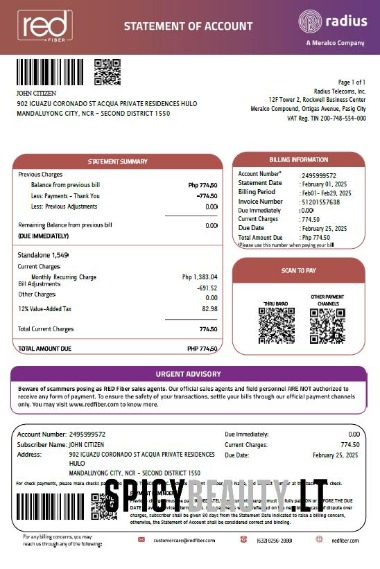 red
FIBER
STATEMENT OF ACCOUNT
radius
A Meralco Company
Page 1 of 1
JOHN CITIZEN
902 IGUAZU CORONADO ST ACQUA PRIVATE RESIDENCES HULO
MANDALUYONG CITY, NCR - SECOND DISTRICT 1550
Radius Telecoms, Inc.
12F Tower 2, Rockwell Business Center
Meralco Compound, Ortigas Avenue, Pasig City
VAT Reg. TIN 200-748-554-000
STATEMENT SUMMARY
Previous Charges
Balance from previous bill Php 774.50
Less: Payments - Thank You -774.50
Less: Previous Adjustments 0.00
Remaining Balance from previous bill 0.00
(DUE IMMEDIATELY)
Standalone 1,549
Current Charges
Monthly Recurring Charge Php 1,383.04
Bill Adjustments -691.52
Other Charges 0.00
12% Value-Added Tax 82.98
Total Current Charges 774.50
TOTAL AMOUNT DUE PHP 774.50
BILLING INFORMATION
Account Number* : 2495999572
Statement Date : February 01, 2025
Billing Period : Feb01- Feb29, 2025
Invoice Number : 51201557638
Due Immediately : 0.00
Current Charges : 774.50
Due Date : February 25, 2025
Total Amount Due : Php 774.50
(Please use this number when paying your bill)
SCAN TO PAY
THRU BAYAD
OTHER PAYMENT
CHANNELS
URGENT ADVISORY
Beware of scammers posing as RED Fiber sales agents. Our official sales agents and field personnel ARE NOT authorized to
receive any form of payment. To ensure the safety of your transactions, settle your bills through our official payment channels
only. You may visit www.redfiber.com to know more.
Account Number: 2495999572
Subscriber Name: JOHN CITIZEN
Address: 902 IGUAZU CORONADO ST ACQUA PRIVATE RESIDENCES
HULO
MANDALUYONG CITY, NCR - SECOND DISTRICT 1550
Due Immediately: 0.00
Current Charges: 774.50
Due Date: February 25, 2025
For check payments, please make checks
SPICYBEAUTY.LT
BEFORE THE DUE
of dispute over
charges, subscriber shall be given 60 days from the Statement Date indicated to raise a billing concern,
otherwise, the Statement of Account shall be considered correct and binding.
For any billing concerns, you may
reach us through any of the following:
customercare@redfiber.com